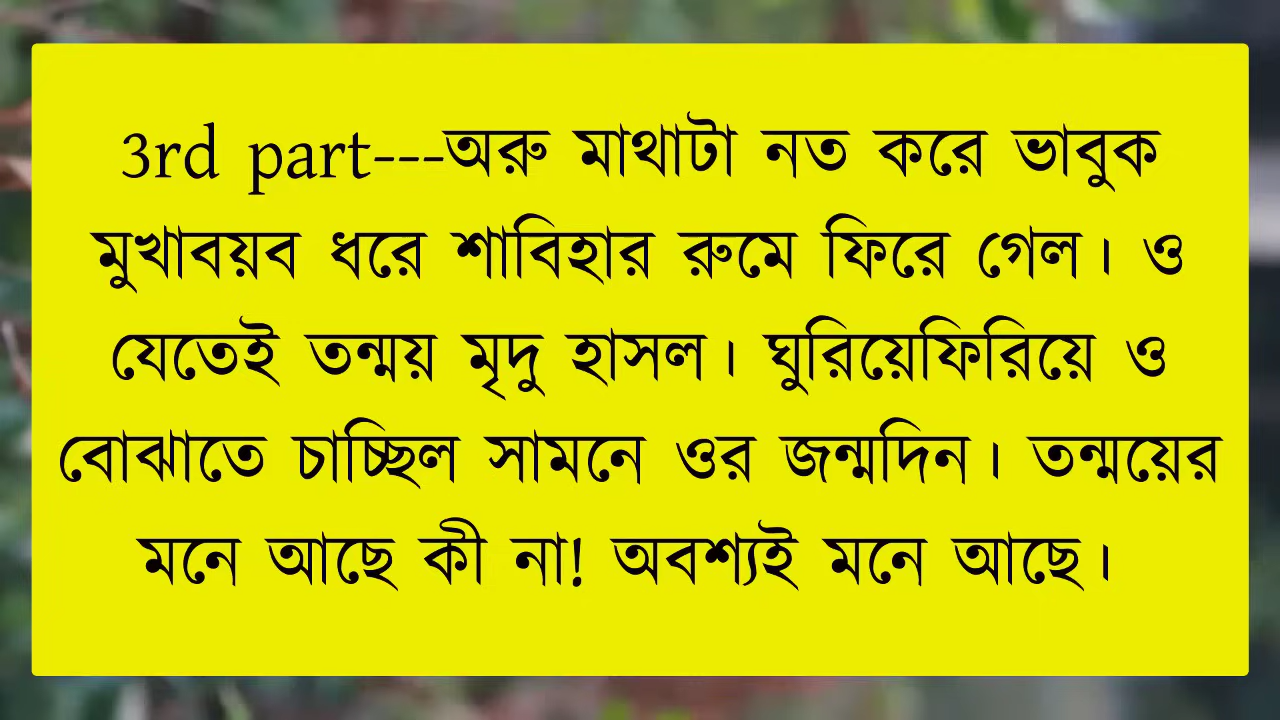 3rd part---অরু মাথাটা নত করে ভাবুক
মুখাবয়ব ধরে শাবিহার রুমে ফিরে গেল। ও
যেতেই তন্ময় মৃদু হাসল। ঘুরিয়েফিরিয়ে ও
বোঝাতে চাচ্ছিল সামনে ওর জন্মদিন। তন্ময়ের
মনে আছে কী না! অবশ্যই মনে আছে।